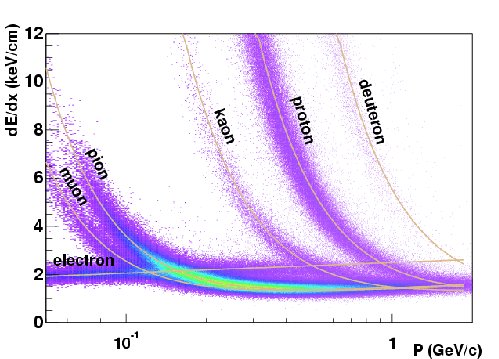 dE/dx (keV/cm)
12
10
8
6
4
2
0
pion
muon
electron
kaon
proton
deuteron
10-1
1
P (GeV/c)